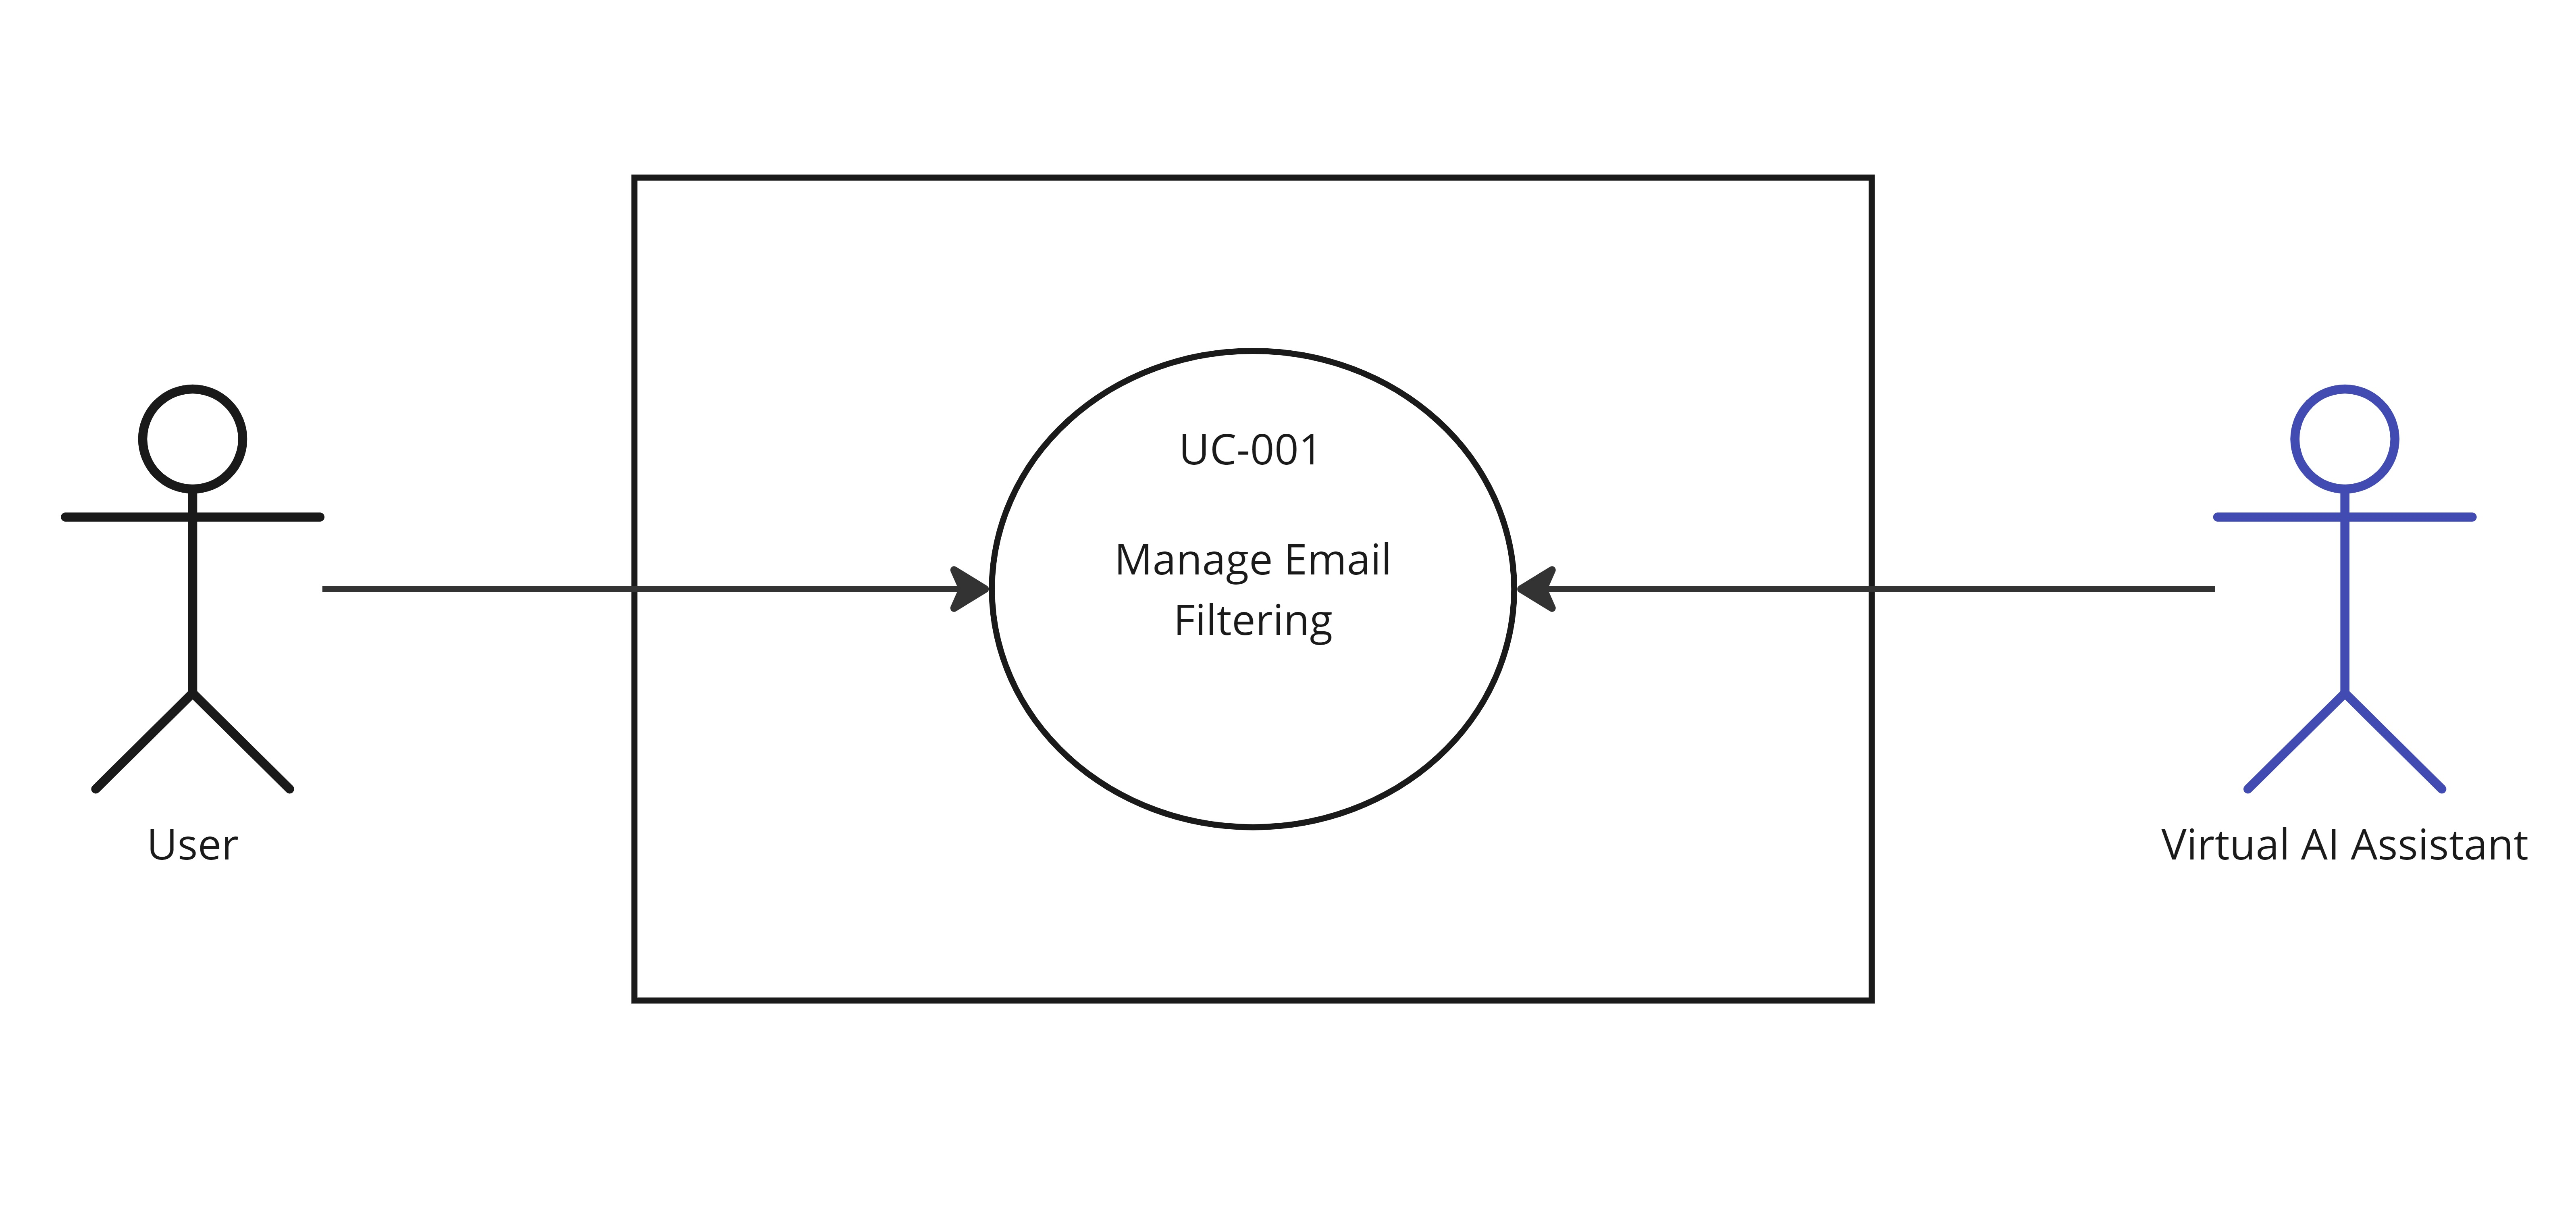 UC-001
Manage Email
Filtering
User
Virtual AI Assistant